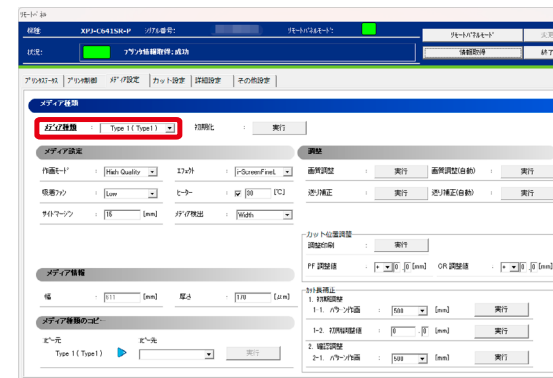 ﾘﾓｰﾄﾊﾟﾈﾙ
機種 XPJ-C641SR-P ｼﾘｱﾙ番号: ﾘﾓｰﾄﾊﾟﾈﾙﾓｰﾄﾞ: ﾘﾓｰﾄﾊﾟﾈﾙﾓｰﾄﾞ
状況: ﾌﾟﾘﾝﾀ情報取得:成功 情報取得 終了
ﾌﾟﾘﾝﾀｽﾃｰﾀｽ ﾌﾟﾘﾝﾀ制御 ﾒﾃﾞｨｱ設定 カット設定 詳細設定 その他設定
メディア種類
ﾒﾃﾞｨｱ種類 : Type 1 ( Type1 ) 初期化 : 実行
メディア設定 調整
作画ﾓｰﾄﾞ : High Quality ｴﾌｪｸﾄ : i-ScreenFineL 画質調整 : 実行 画質調整(自動) : 実行
吸着ﾌｧﾝ : Low ﾋｰﾀｰ : 30 [℃] 送り補正 : 実行 送り補正(自動) : 実行
ｻｲﾄﾞﾏｰｼﾞﾝ : 15 [mm] ﾒﾃﾞｨｱ検出 : Width
カット位置調整
調整印刷 : 実行
PF 調整値 : + 0 .0 [mm] CR 調整値 : + 0 .0 [mm]
メディア情報
幅 : 611 [mm] 厚さ : 170 [μm]
ｶｯﾄ長補正
1. 初期調整
1-1. ﾊﾟﾀｰﾝ作画 : 500 [mm] 実行
1-2. 初期調整値 : 0 .0 [mm] 実行
2. 確認調整
2-1. ﾊﾟﾀｰﾝ作画 : 500 [mm] 実行
メディア種類のコピー
ｺﾋﾟｰ元 ｺﾋﾟｰ先
Type 1 ( Type1 ) 実行